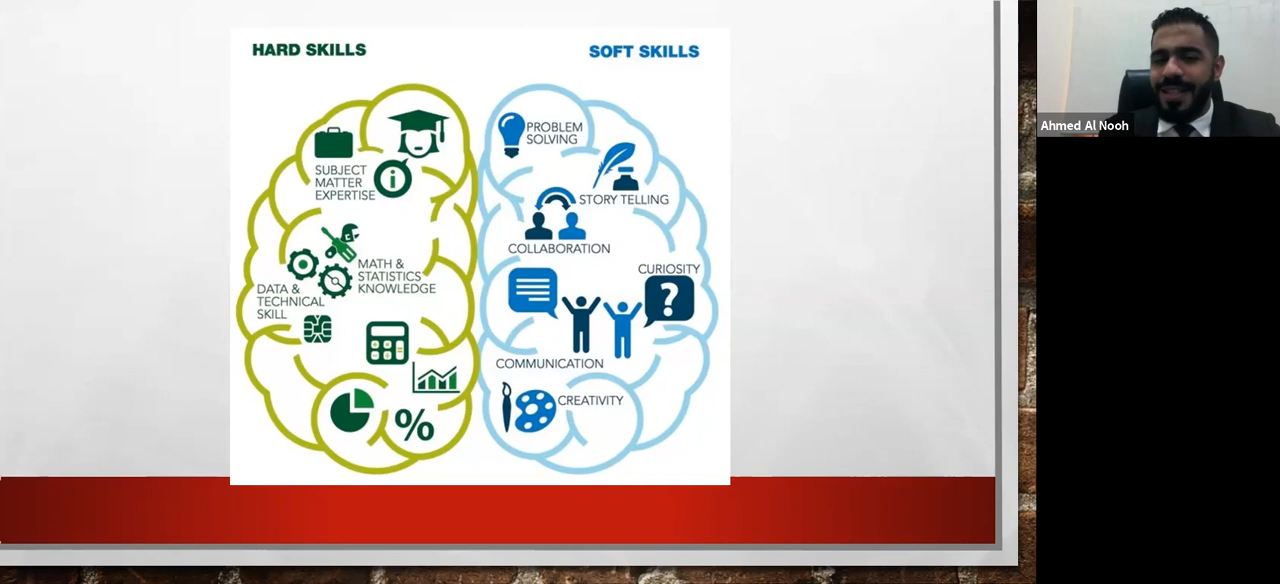 HARD SKILLS
SUBJECT
MATTER
EXPERTISE
i
MATH &
STATISTICS
KNOWLEDGE
DATA &
TECHNICAL
SKILL
%
SOFT SKILLS
PROBLEM
SOLVING
STORY TELLING
COLLABORATION
CURIOSITY
?
COMMUNICATION
CREATIVITY
Ahmed Al Nooh